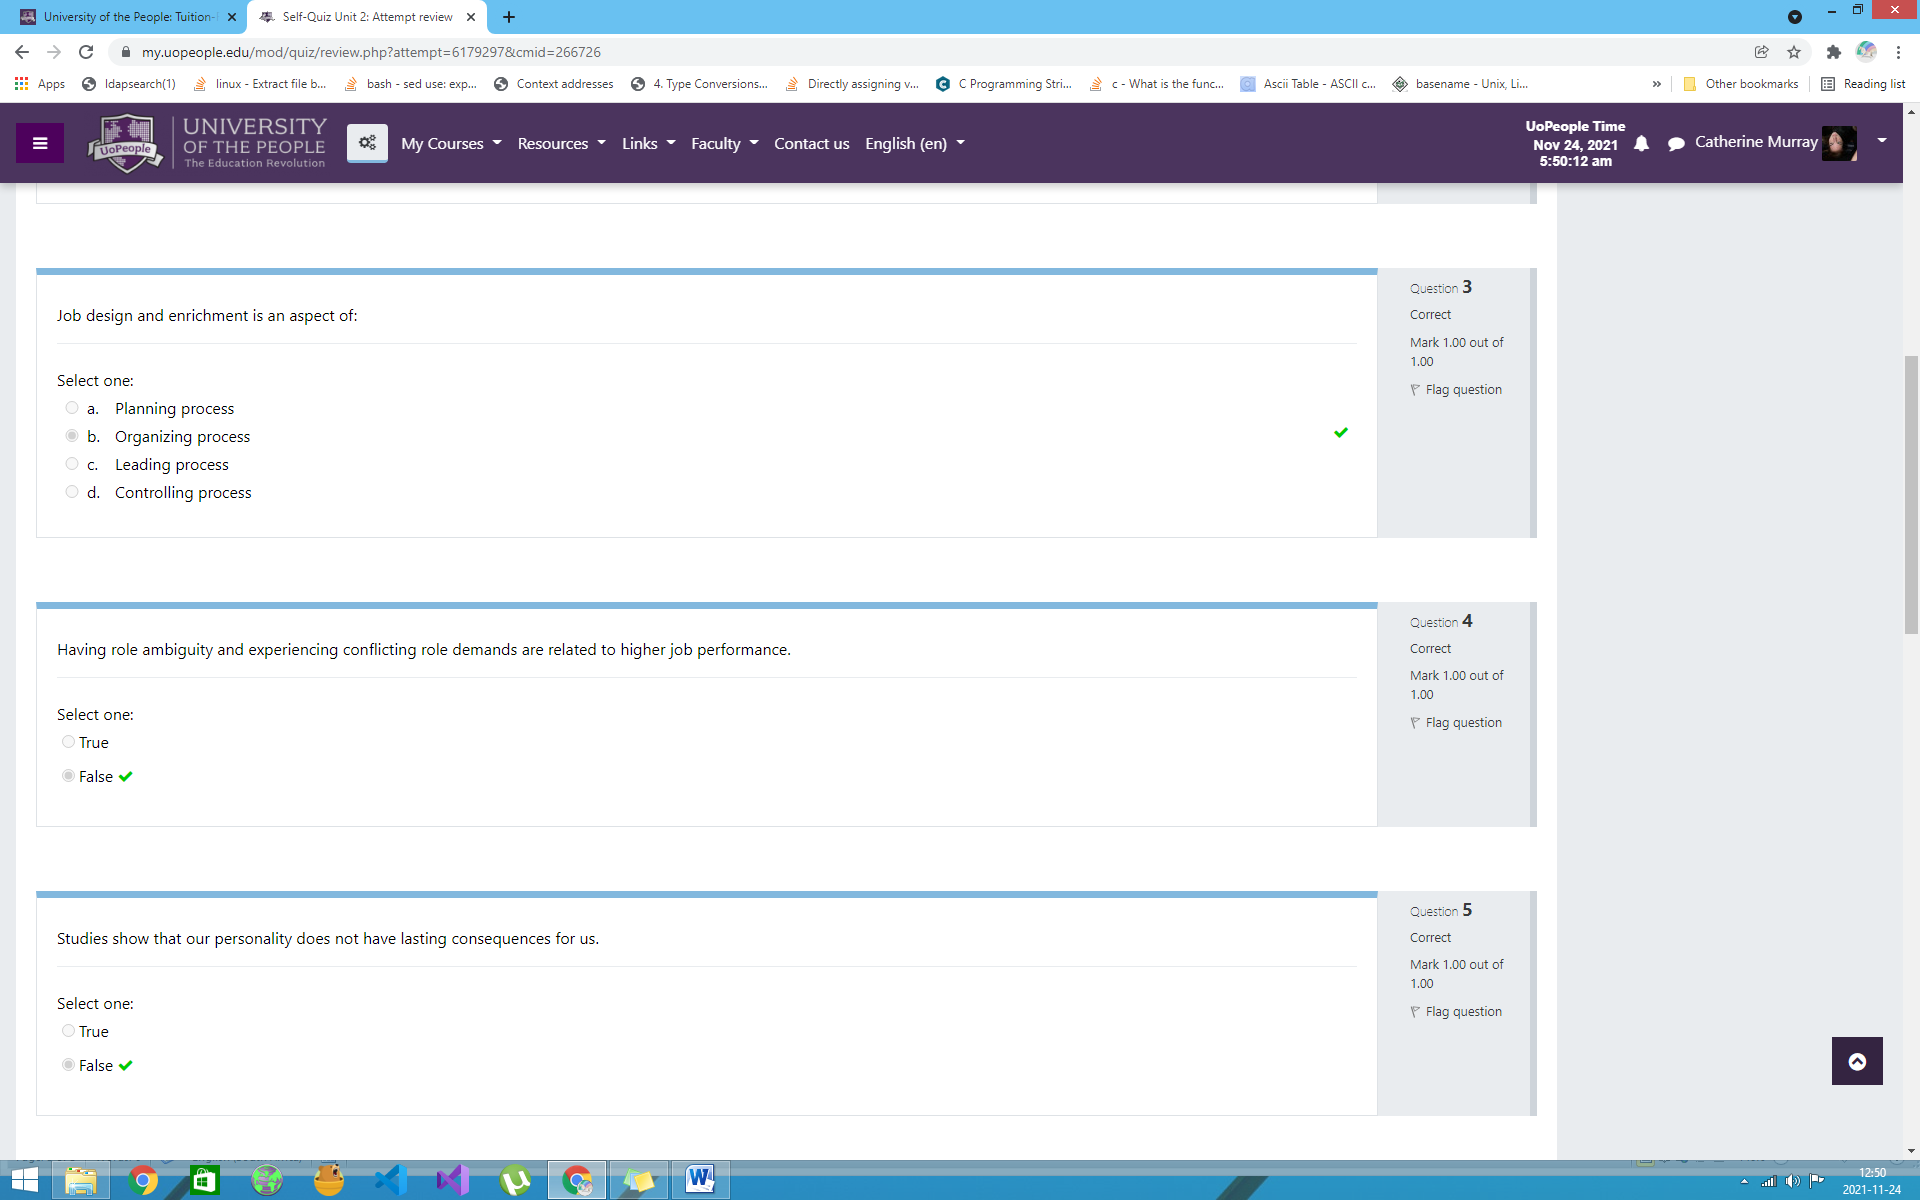 University of the People: Tuition-
Self-Quiz Unit 2: Attempt review
my.uopeople.edu/mod/quiz/review.php?attempt=6179297&cmid=266726
Apps
ldapsearch(1)
linux - Extract file b...
bash - sed use: exp...
Context addresses
4. Type Conversions...
Directly assigning v...
C Programming Stri...
c - What is the func...
Ascii Table - ASCII c...
basename - Unix, Li...
»
Other bookmarks
Reading list
UoPeople
UNIVERSITY
OF THE PEOPLE
The Education Revolution
My Courses
Resources
Links
Faculty
Contact us
English (en)
UoPeople Time
Nov 24, 2021
5:50:12 am
Catherine Murray
Job design and enrichment is an aspect of:
Select one:
a. Planning process
b. Organizing process
c. Leading process
d. Controlling process
Question 3
Correct
Mark 1.00 out of
1.00
Flag question
Having role ambiguity and experiencing conflicting role demands are related to higher job performance.
Select one:
True
False
Question 4
Correct
Mark 1.00 out of
1.00
Flag question
Studies show that our personality does not have lasting consequences for us.
Select one:
True
False
Question 5
Correct
Mark 1.00 out of
1.00
Flag question
12:50
2021-11-24